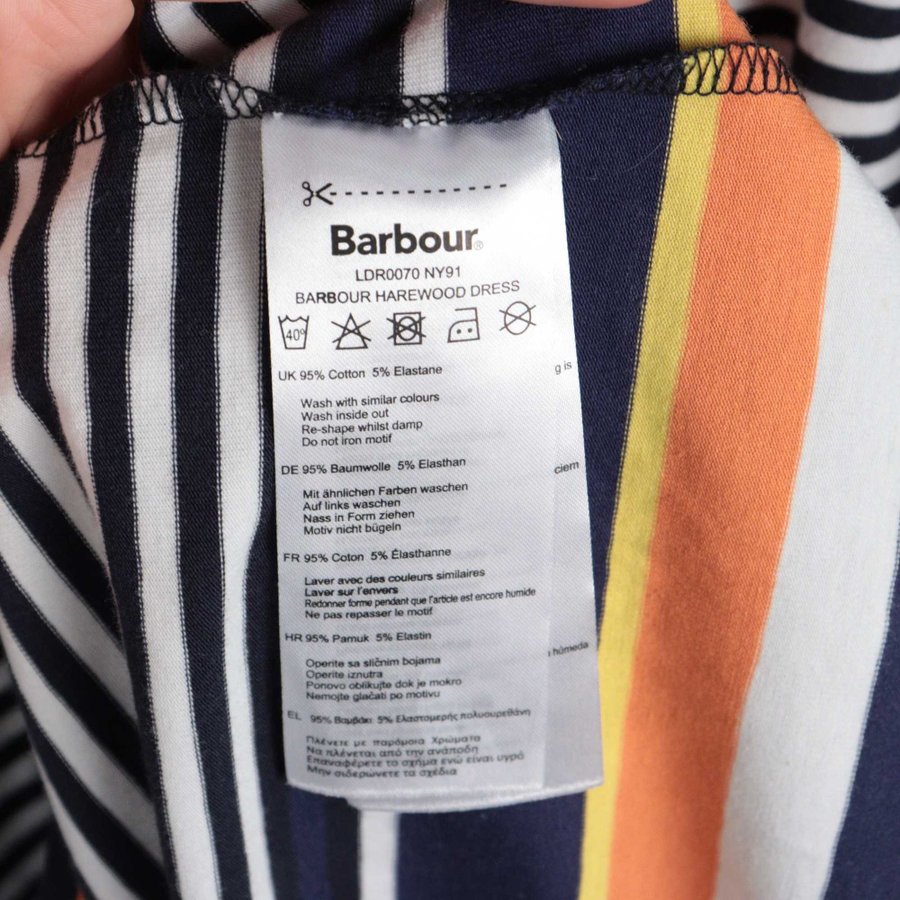 Barbour®
LDR0070 NY91
BARBOUR HAREWOOD DRESS
40°
UK 95% Cotton 5% Elastane
g is
Wash with similar colours
Wash inside out
Re-shape whilst damp
Do not iron motif
DE 95% Baumwolle 5% Elasthan
ciem
Mit ähnlichen Farben waschen
Auf links waschen
Nass in Form ziehen
Motiv nicht bügeln
FR 95% Coton 5% Élasthanne
Laver avec des couleurs similaires
Laver sur l'envers
Redonner forme pendant que l'article est encore humide
Ne pas repasser le motif
HR 95% Pamuk 5% Elastin
húmeda
Operite sa sličnim bojama
Operite iznutra
Ponovo oblikujte dok je mokro
Nemojte glačati po motivu
EL 95% Βαμβάκι 5% Ελαστομερής πολυουρεθάνη
Πλένετε με παρόμοια Χρώματα
Να πλένεται από την ανάποδη
Επαναφέρετε το σχήμα ενώ είναι υγρό
Μην σιδερώνετε τα σχέδια